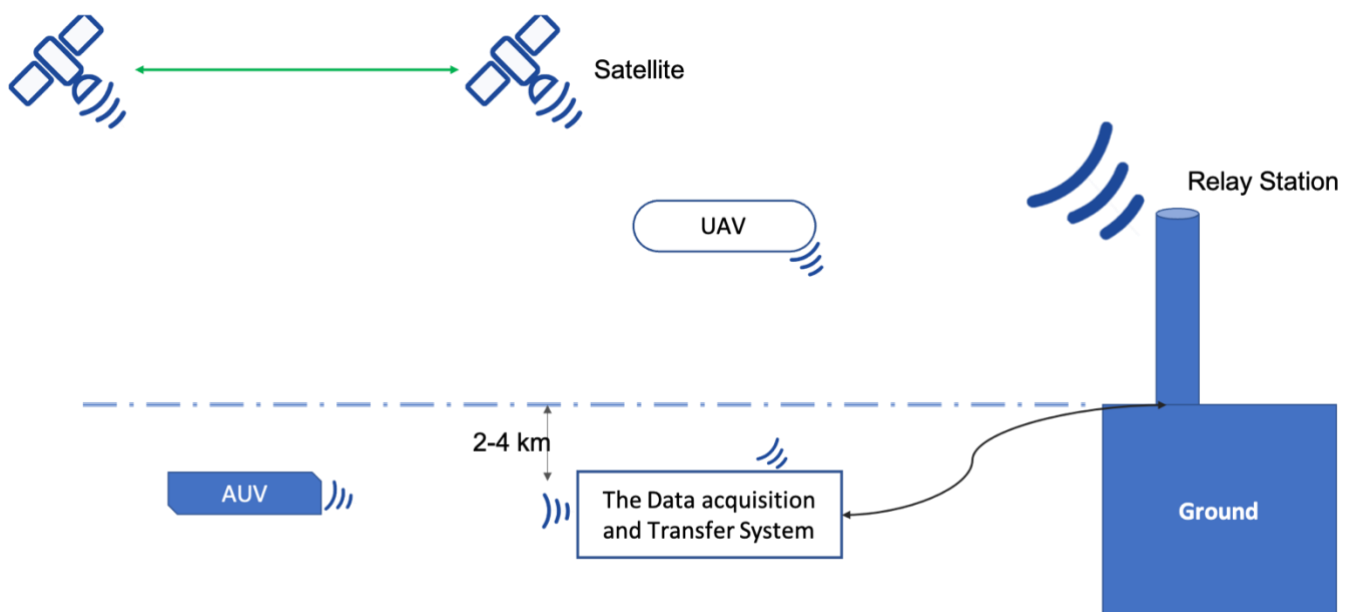 Satellite
Relay Station
UAV
2-4 km
AUV
The Data acquisition
and Transfer System
Ground